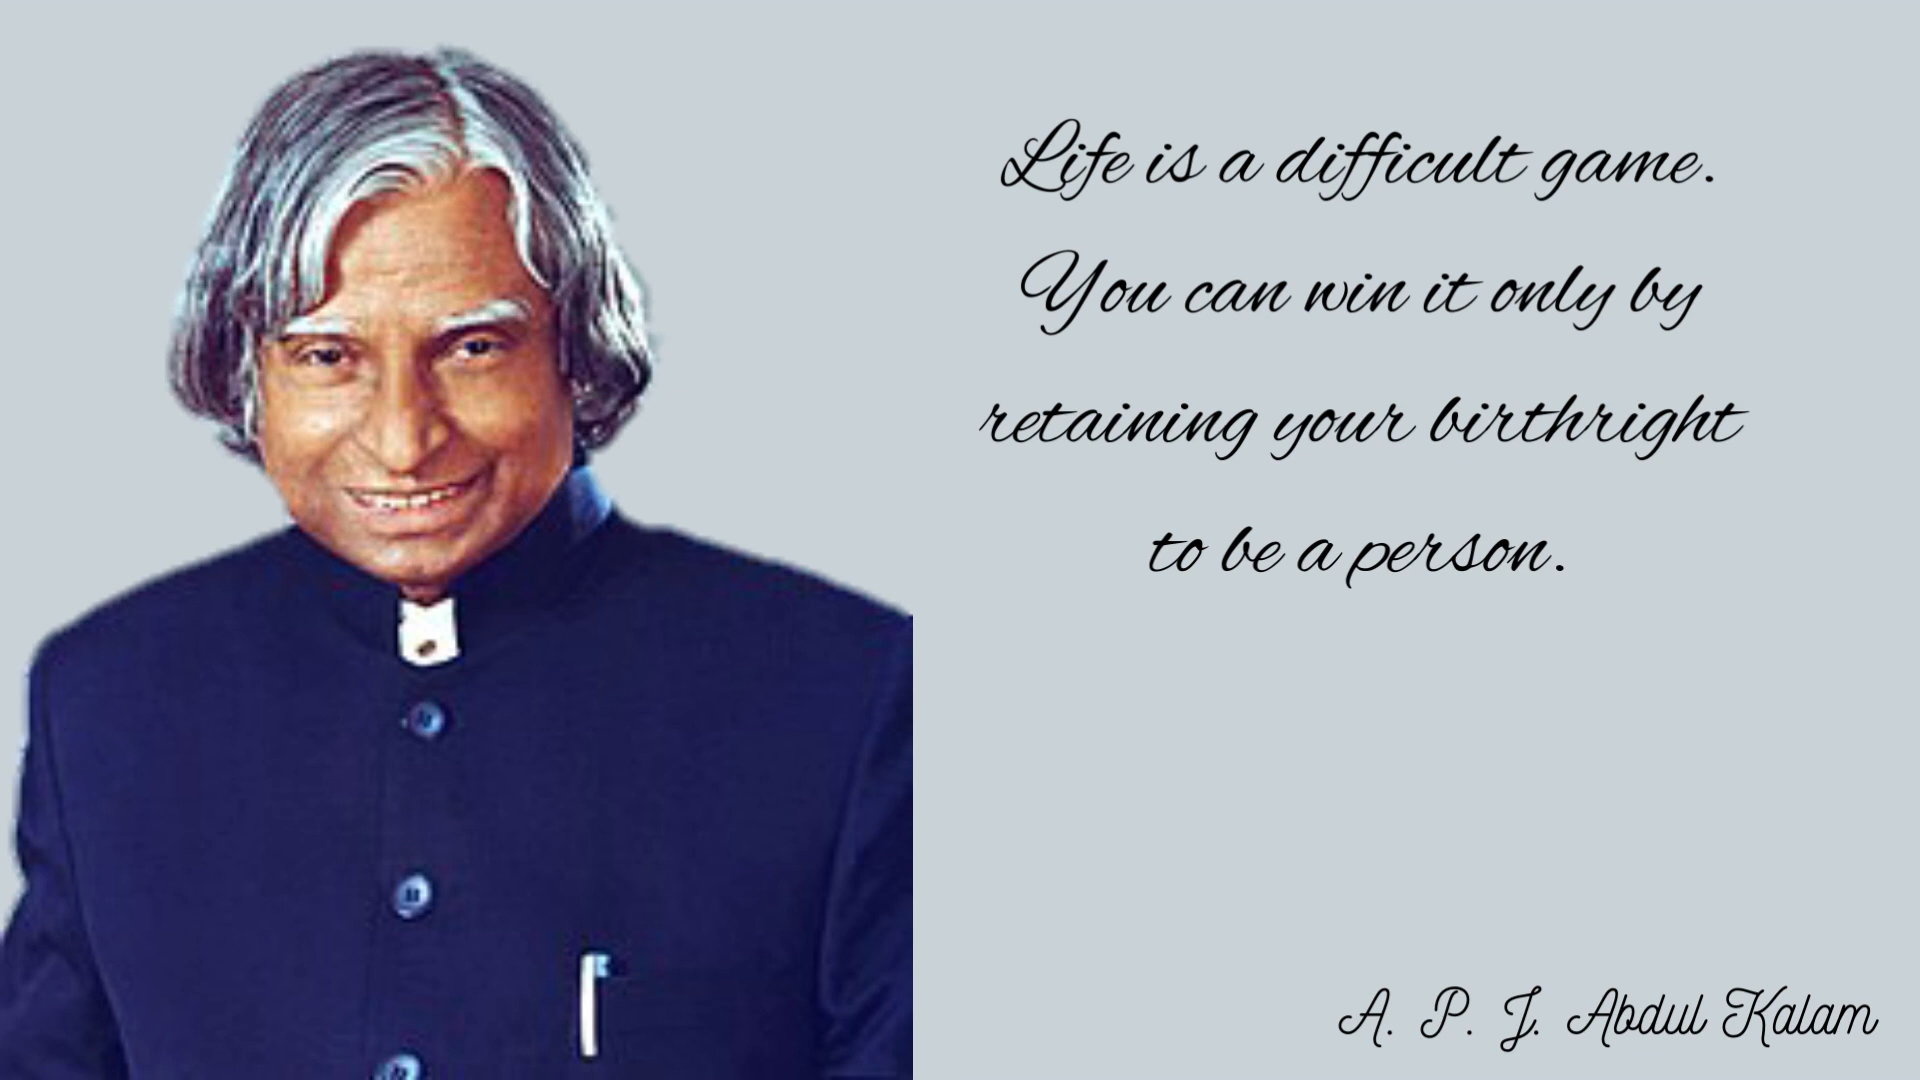 Life is a difficult game.
You can win it only by
retaining your birthright
to be a person.
A. P. J. Abdul Kalam